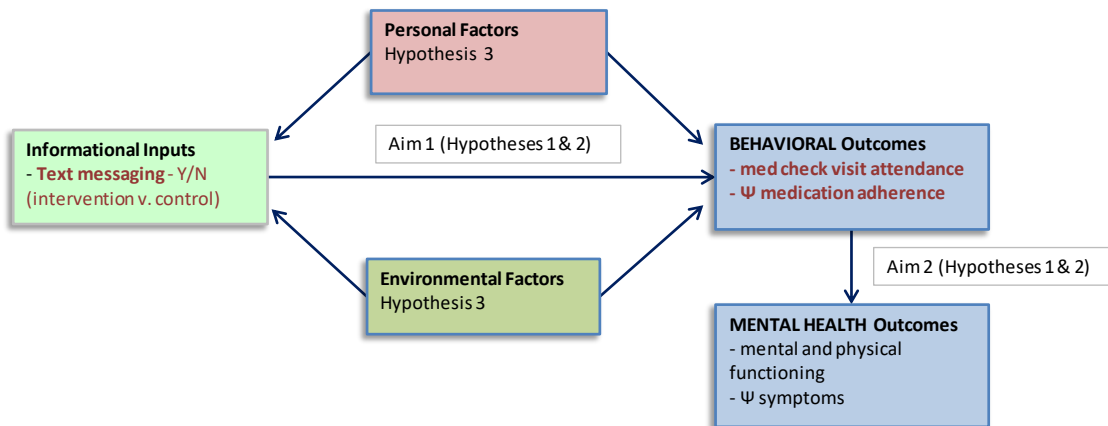 Personal Factors
Hypothesis 3
Aim 1 (Hypotheses 1 & 2)
Informational Inputs
- Text messaging - Y/N
(intervention v. control)
BEHAVIORAL Outcomes
- med check visit attendance
- Ψ medication adherence
Environmental Factors
Hypothesis 3
Aim 2 (Hypotheses 1 & 2)
MENTAL HEALTH Outcomes
- mental and physical
functioning
- Ψ symptoms